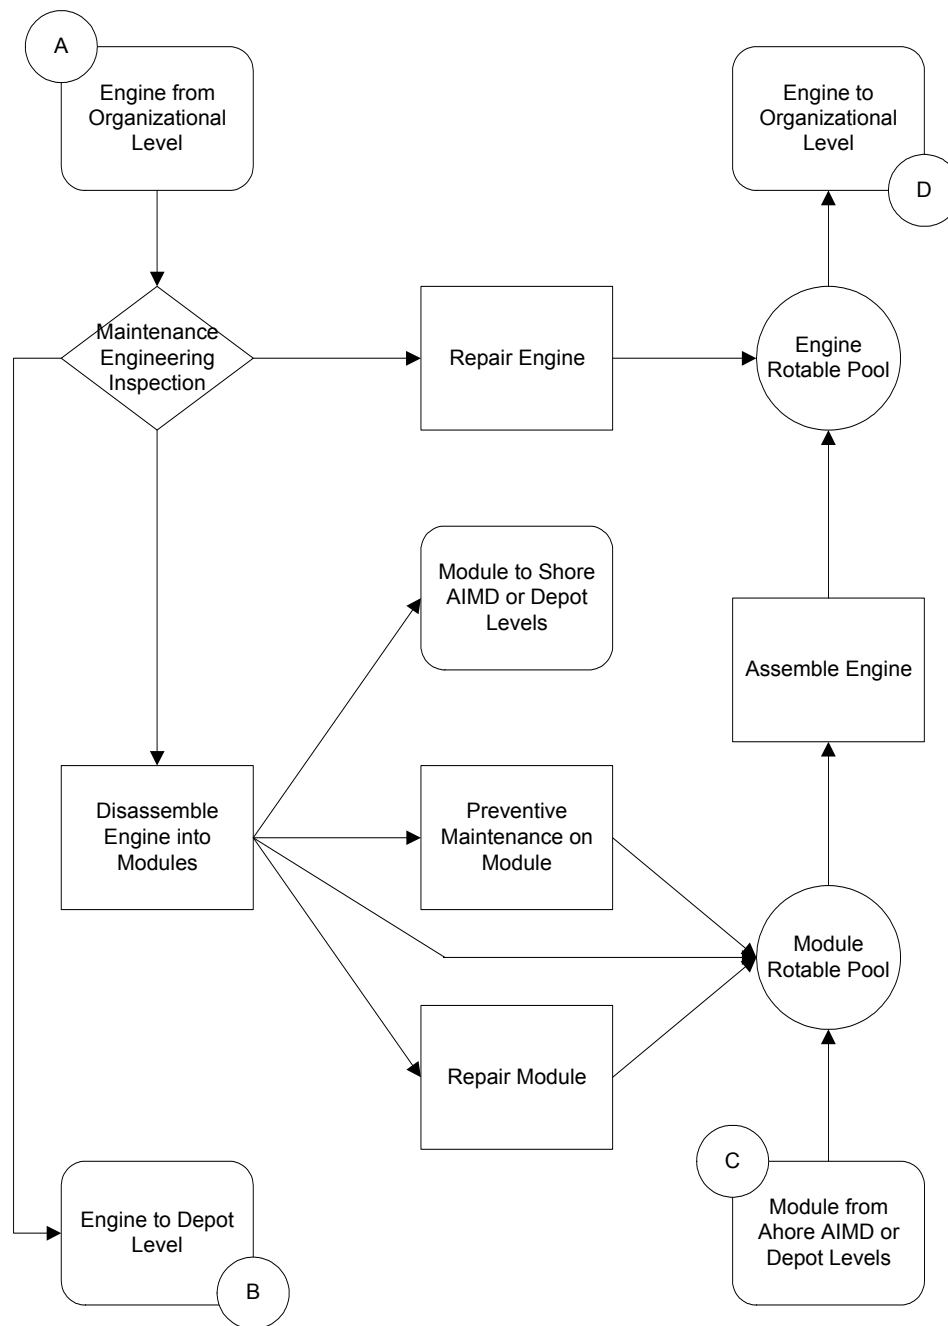 A
Engine from
Organizational
Level
Engine to
Organizational
Level
D
Maintenance
Engineering
Inspection
Repair Engine
Engine
Rotable Pool
Module to Shore
AIMD or Depot
Levels
Assemble Engine
Disassemble
Engine into
Modules
Preventive
Maintenance on
Module
Module
Rotable Pool
Repair Module
C
Engine to Depot
Level
B
Module from
Ahore AIMD or
Depot Levels